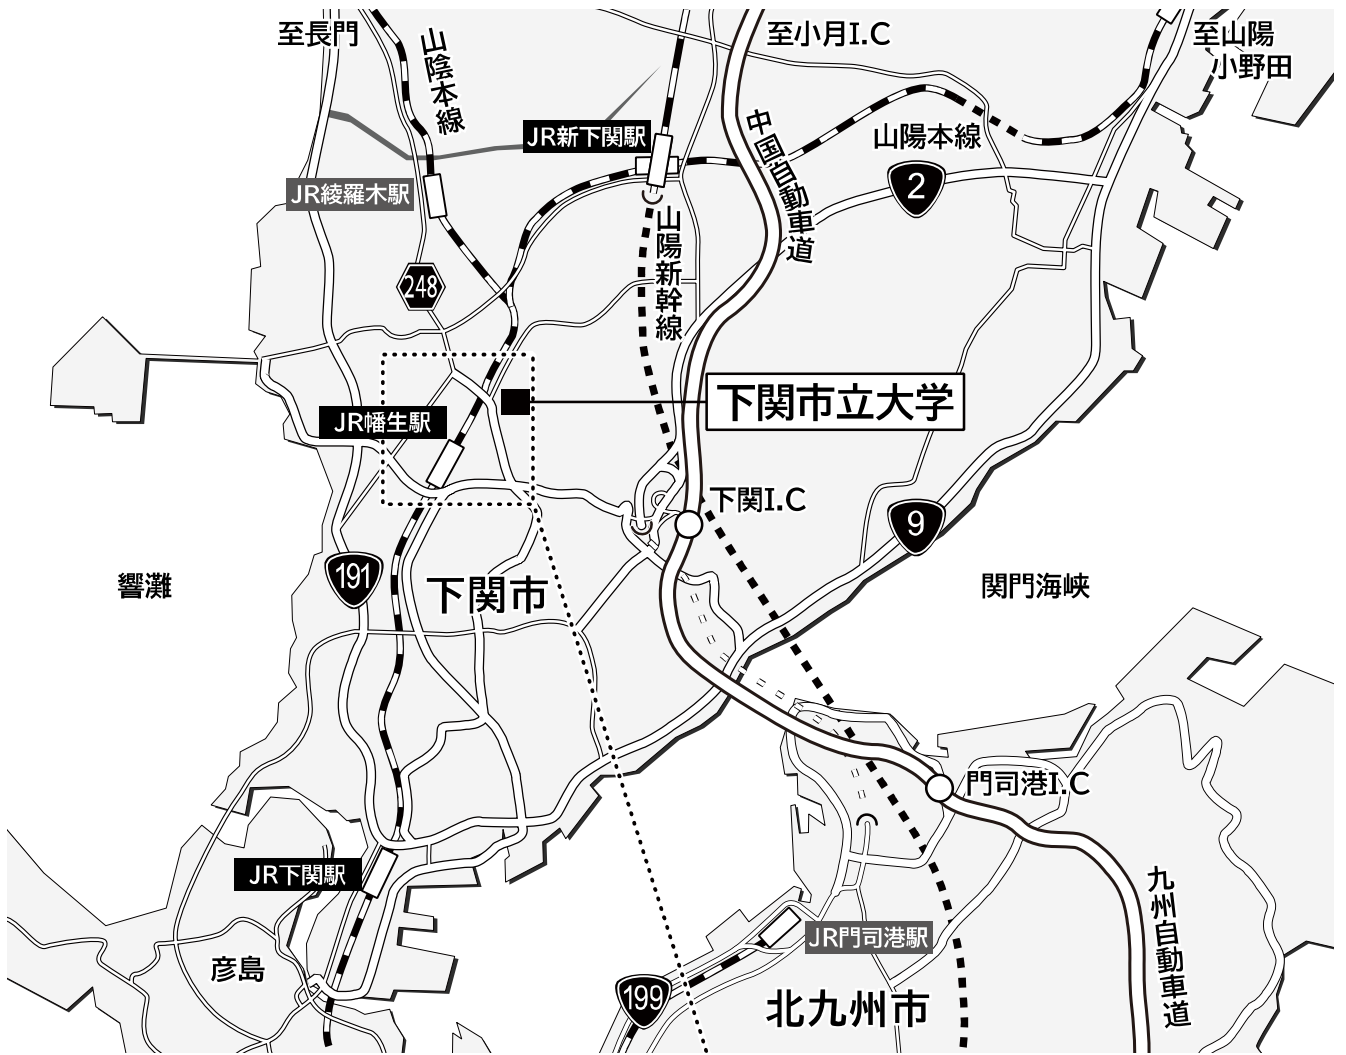 至長門
山陰本線
至小月I.C
至山陽
小野田
JR新下関駅
中国自動車道
山陽本線
JR綾羅木駅
2
山陽新幹線
248
下関市立大学
JR幡生駅
下関I.C
9
191
響灘
下関市
関門海峡
門司港I.C
JR下関駅
九州自動車道
JR門司港駅
彦島
199
北九州市